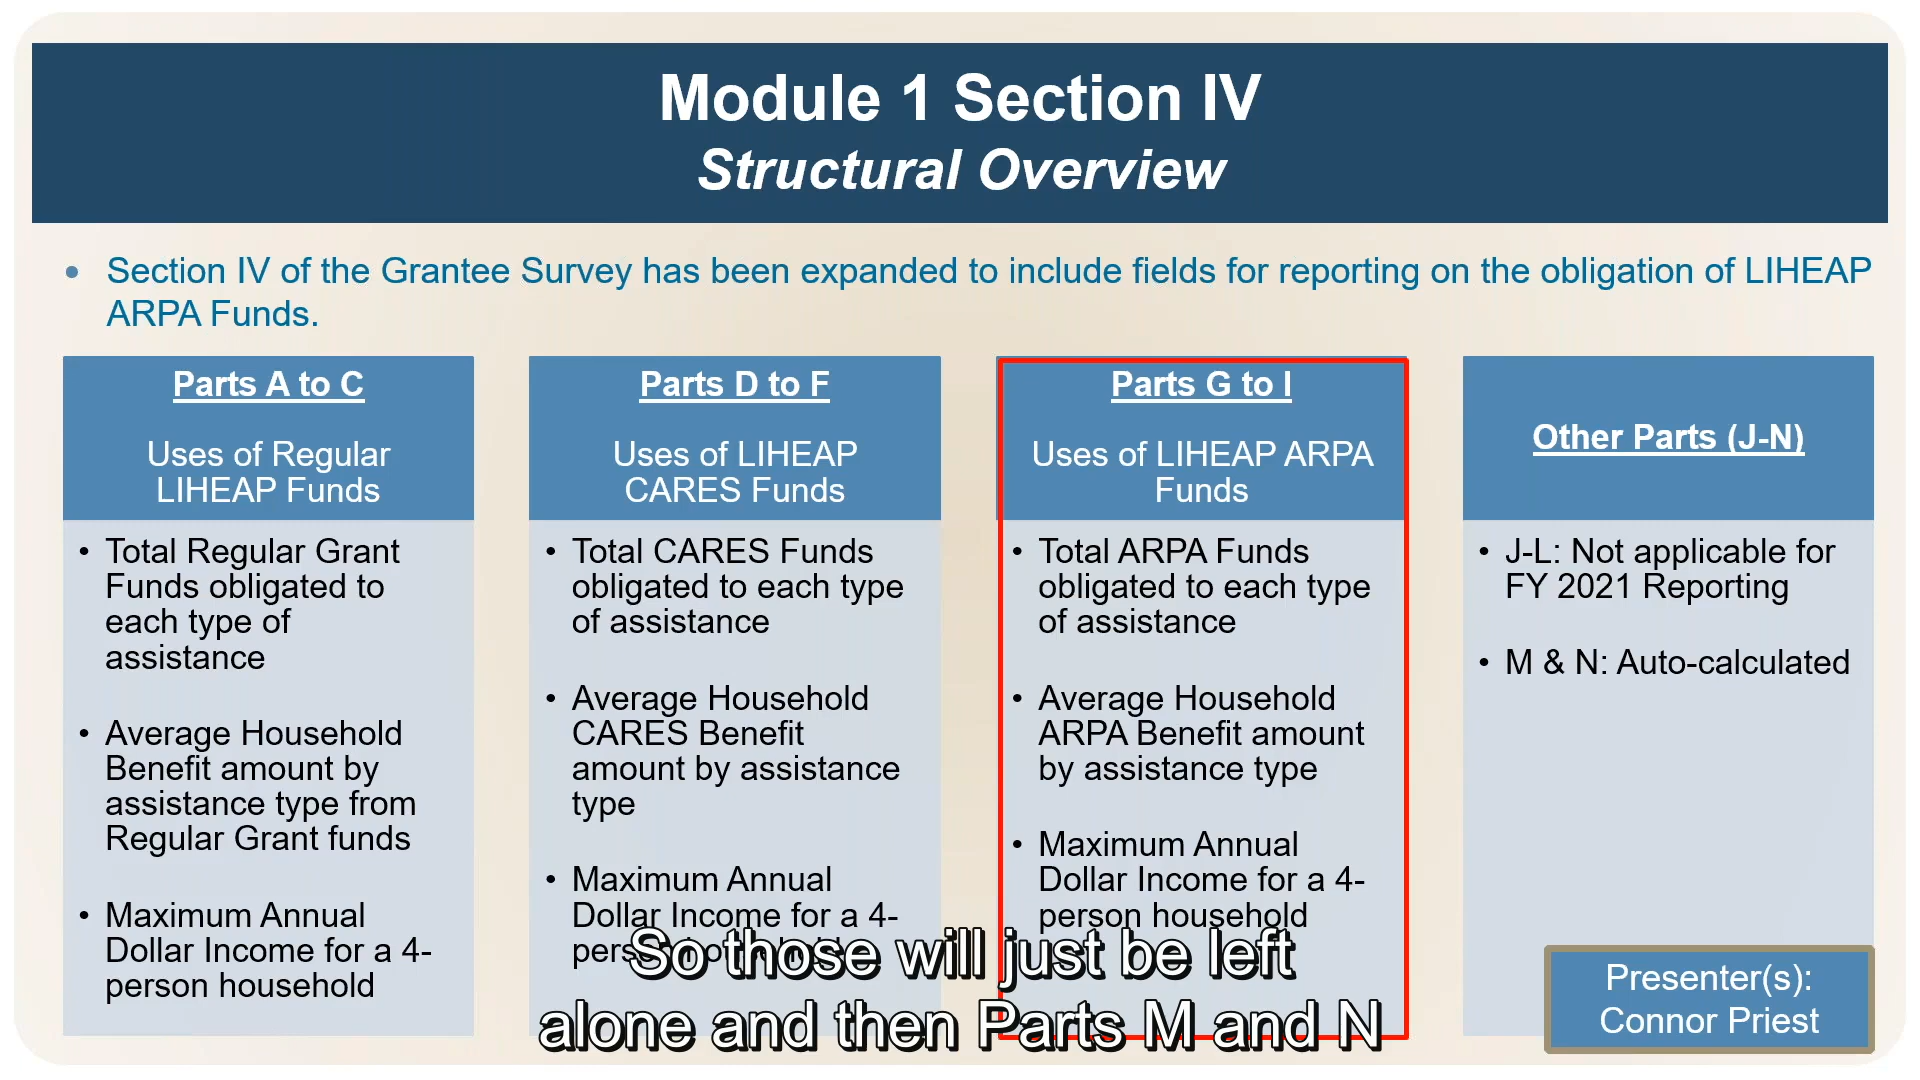 Module 1 Section IV
Structural Overview
• Section IV of the Grantee Survey has been expanded to include fields for reporting on the obligation of LIHEAP
ARPA Funds.
Parts A to C
Uses of Regular
LIHEAP Funds
• Total Regular Grant
Funds obligated to
each type of
assistance
• Average Household
Benefit amount by
assistance type from
Regular Grant funds
• Maximum Annual
Dollar Income for a 4-
person household
Parts D to F
Uses of LIHEAP
CARES Funds
• Total CARES Funds
obligated to each type
of assistance
• Average Household
CARES Benefit
amount by assistance
type
• Maximum Annual
Dollar Income for a 4-
person household
Parts G to I
Uses of LIHEAP ARPA
Funds
• Total ARPA Funds
obligated to each type
of assistance
• Average Household
ARPA Benefit amount
by assistance type
• Maximum Annual
Dollar Income for a 4-
person household
Other Parts (J-N)
• J-L: Not applicable for
FY 2021 Reporting
• M & N: Auto-calculated
Presenter(s):
Connor Priest
So those will just be left
alone and then Parts M and N